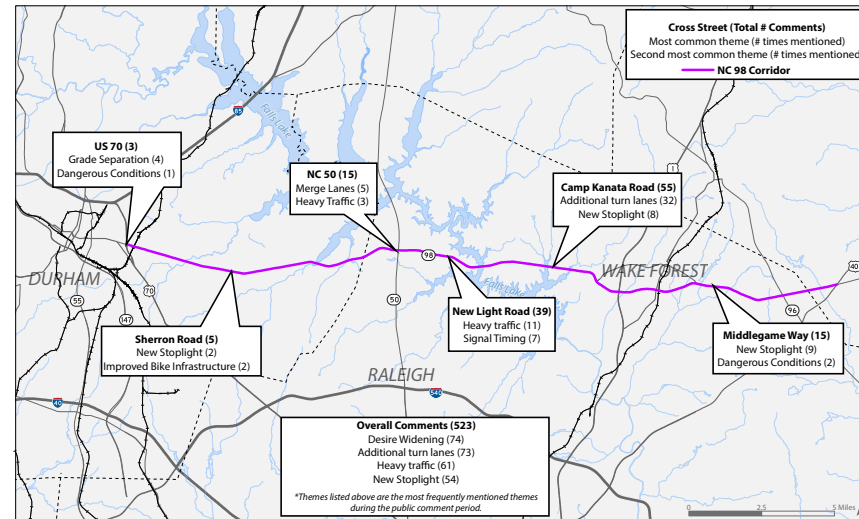 Cross Street (Total # Comments)
Most common theme (# times mentioned)
Second most common theme (# times mentioned)
NC 98 Corridor
Falls Lake
85
1
US 70 (3)
Grade Separation (4)
Dangerous Conditions (1)
NC 50 (15)
Merge Lanes (5)
Heavy Traffic (3)
Camp Kanata Road (55)
Additional turn lanes (32)
New Stoplight (8)
98
DURHAM
WAKE FOREST
Falls Lake
55
70
50
147
40
96
New Light Road (39)
Heavy traffic (11)
Signal Timing (7)
Sherron Road (5)
New Stoplight (2)
Improved Bike Infrastructure (2)
Middlegame Way (15)
New Stoplight (9)
Dangerous Conditions (2)
RALEIGH
540
40
Overall Comments (523)
Desire Widening (74)
Additional turn lanes (73)
Heavy traffic (61)
New Stoplight (54)
*Themes listed above are the most frequently mentioned themes
during the public comment period.
0 2.5 5 Miles